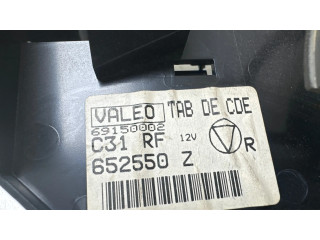 VALEO TAB DE CDE
69150002
C31 RF 12V R
652550 Z